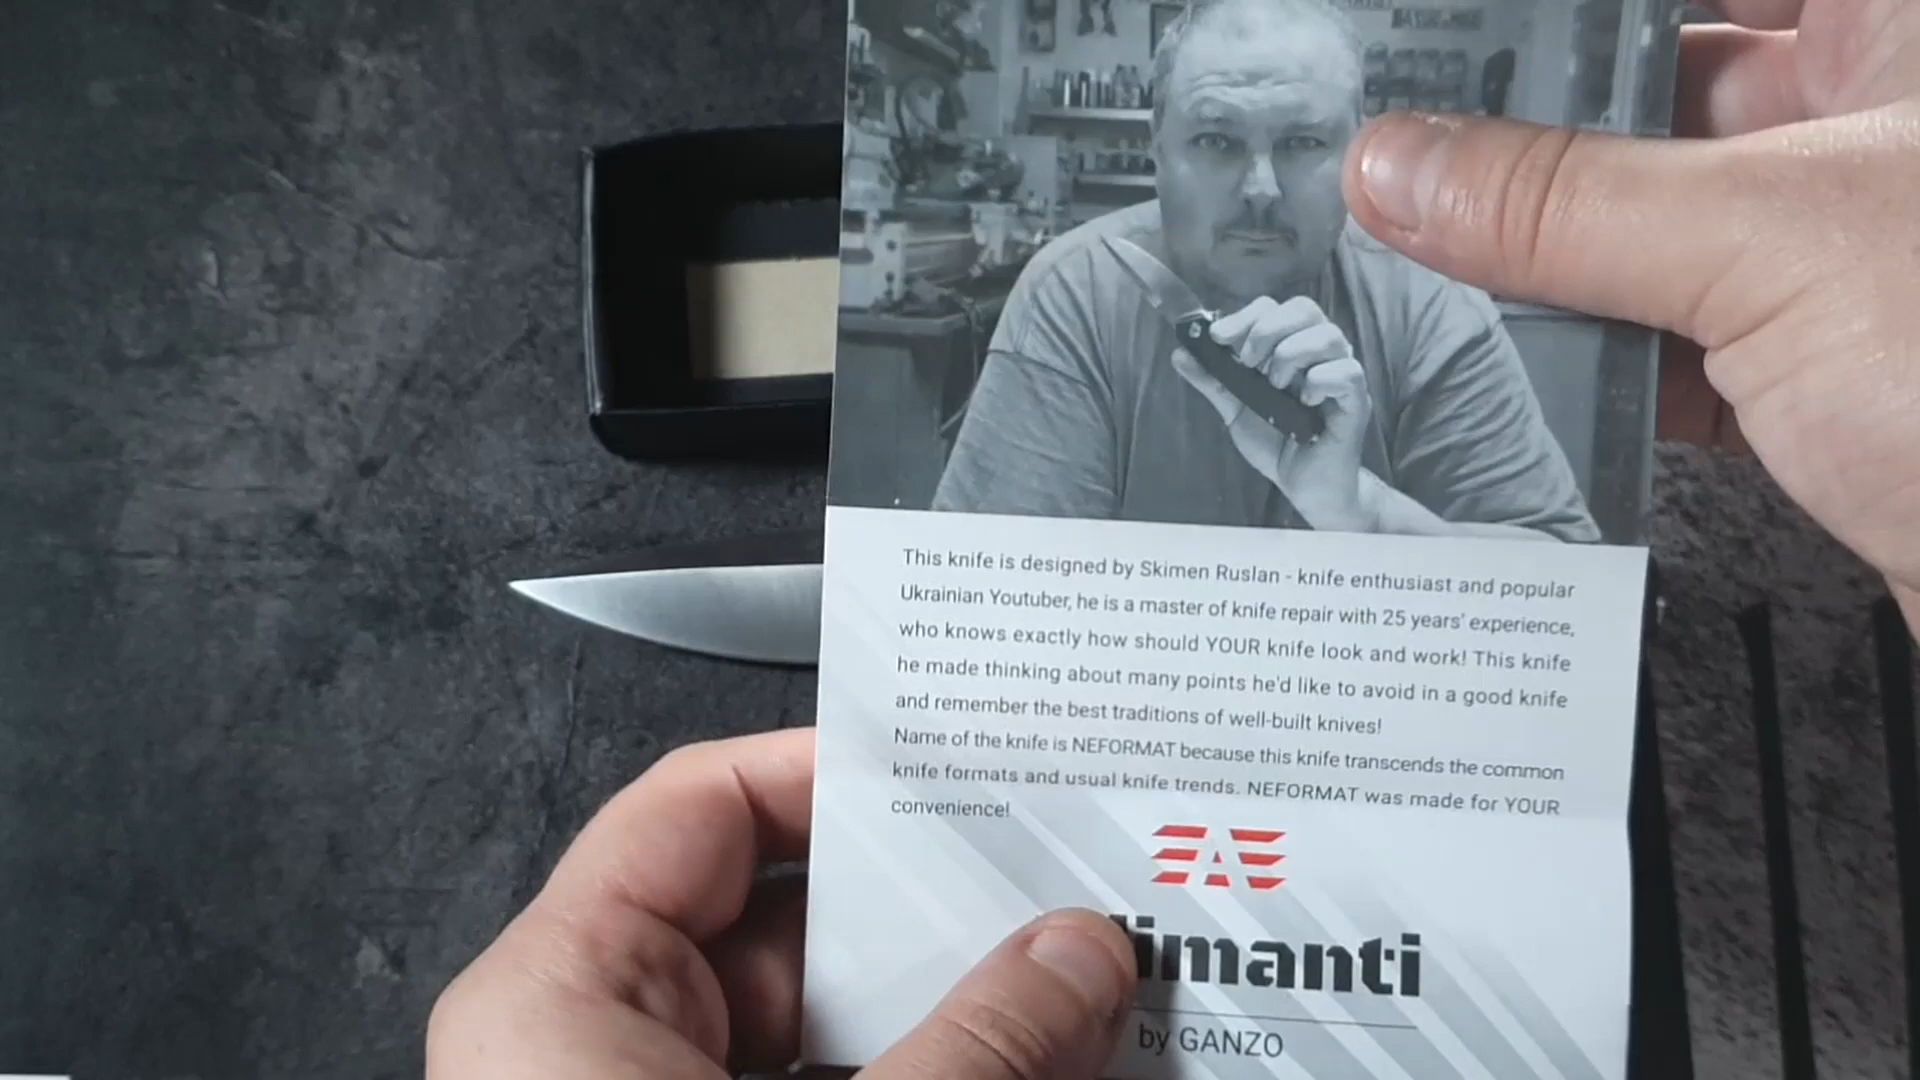 This knife is designed by Skimen Ruslan - knife enthusiast and popular
Ukrainian Youtuber, he is a master of knife repair with 25 years' experience,
who knows exactly how should YOUR knife look and work! This knife
he made thinking about many points he'd like to avoid in a good knife
and remember the best traditions of well-built knives!
Name of the knife is NEFORMAT because this knife transcends the common
knife formats and usual knife trends. NEFORMAT was made for YOUR
convenience!
by GANZO